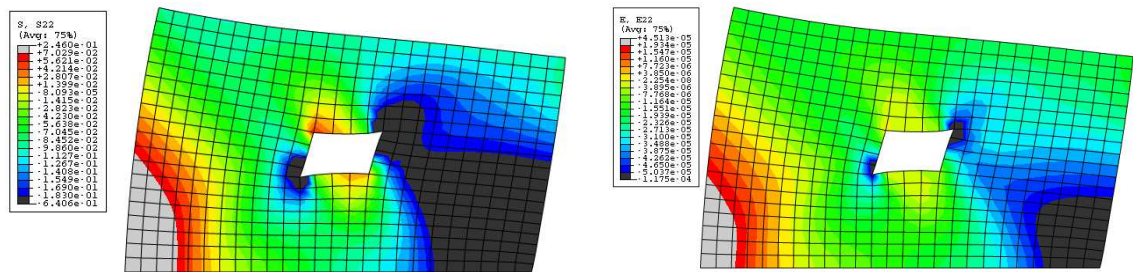 S, S22
(Avg: 75%)
+2.460e-01
+7.029e-02
+5.621e-02
+4.214e-02
+2.807e-02
+1.399e-02
-8.093e-05
-1.415e-02
-2.823e-02
-4.230e-02
-5.638e-02
-7.045e-02
-8.452e-02
-9.860e-02
-1.127e-01
-1.267e-01
-1.408e-01
-1.549e-01
-1.690e-01
-1.830e-01
-6.406e-01
E, E22
(Avg: 75%)
+4.513e-05
+1.934e-05
+1.547e-05
+1.160e-05
+7.723e-06
+3.850e-06
-2.254e-08
-3.895e-06
-7.768e-06
-1.164e-05
-1.551e-05
-1.939e-05
-2.326e-05
-2.713e-05
-3.100e-05
-3.488e-05
-3.875e-05
-4.262e-05
-4.650e-05
-5.037e-05
-1.175e-04